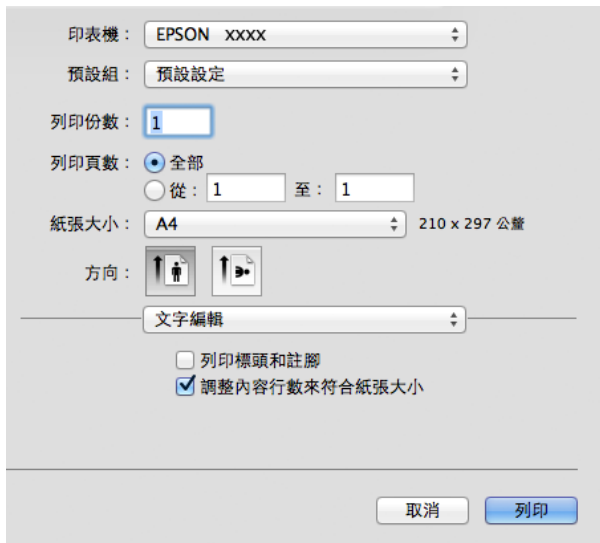 印表機： EPSON xxxx
預設組： 預設設定
列印份數： 1
列印頁數： 全部
從： 1 至： 1
紙張大小： A4 210 x 297 公釐
方向：
文字編輯
列印標頭和註腳
調整內容行數來符合紙張大小
取消 列印